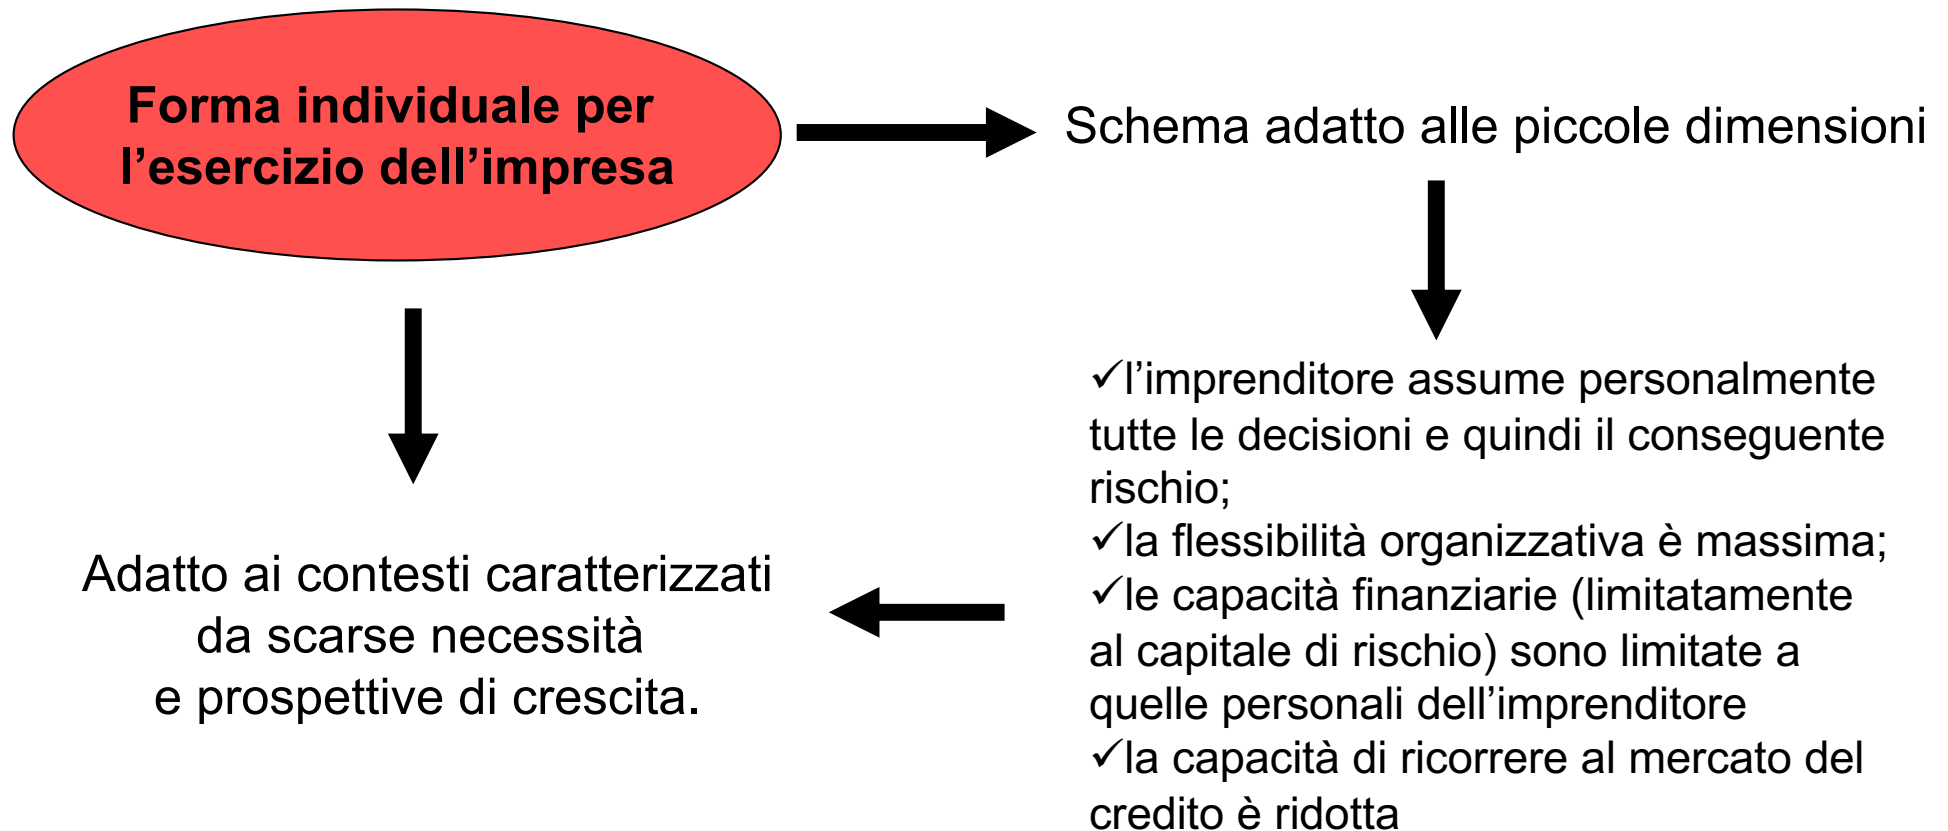 Forma individuale per
l’esercizio dell’impresa
Schema adatto alle piccole dimensioni
✓l’imprenditore assume personalmente
tutte le decisioni e quindi il conseguente
rischio;
✓la flessibilità organizzativa è massima;
✓le capacità finanziarie (limitatamente
al capitale di rischio) sono limitate a
quelle personali dell’imprenditore
✓la capacità di ricorrere al mercato del
credito è ridotta
Adatto ai contesti caratterizzati
da scarse necessità
e prospettive di crescita.